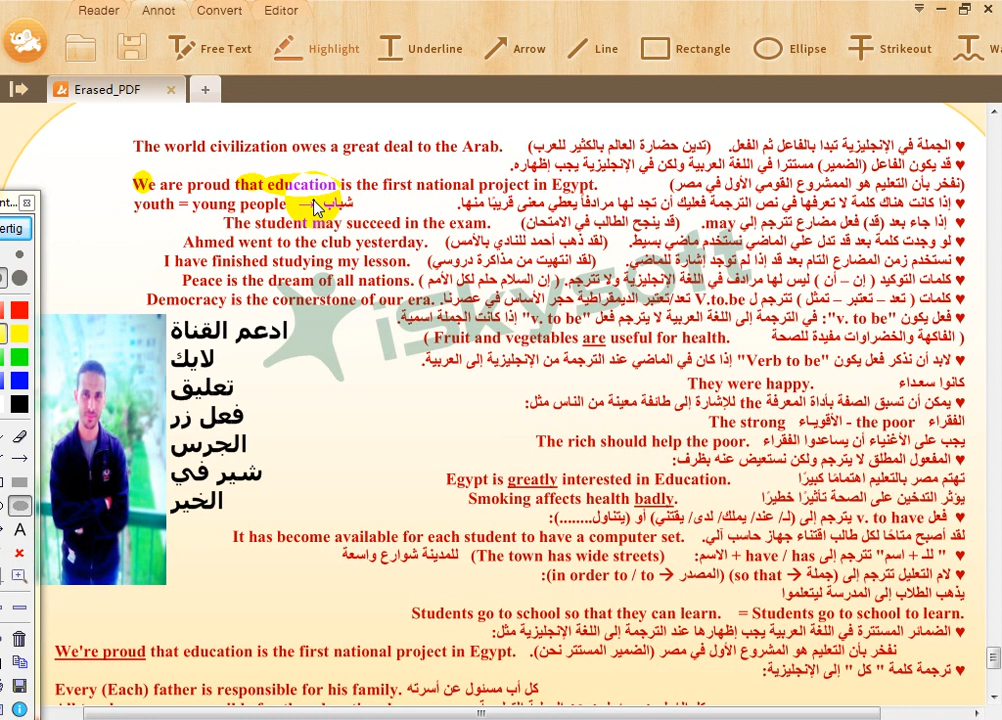 Reader Annot Convert Editor
Free Text Highlight Underline Arrow Line Rectangle Ellipse Strikeout
Erased_PDF
The world civilization owes a great deal to the Arab. (تدين حضارة العالم بالكثير للعرب) ♥ الجملة في الإنجليزية تبدا بالفاعل ثم الفعل.
♥ قد يكون الفاعل (الضمير) مستترا في اللغة العربية ولكن في الإنجليزية يجب إظهاره.
We are proud that education is the first national project in Egypt. (نفخر بأن التعليم هو الممشروع القومي الأول في مصر)
youth = young people → شباب ♥ إذا كانت هناك كلمة لا تعرفها في نص الترجمة فعليك أن تجد لها مرادفاً يعطي معنى قريبًا منها.
The student may succeed in the exam. (قد ينجح الطالب في الامتحان) ♥ إذا جاء بعد (قد) فعل مضارع تترجم إلي may.
Ahmed went to the club yesterday. (لقد ذهب أحمد للنادي بالأمس) ♥ لو وجدت كلمة بعد قد تدل علي الماضي نستخدم ماضي بسيط.
I have finished studying my lesson. (لقد انتهيت من مذاكرة دروسي) ♥ نستخدم زمن المضارع التام بعد قد إذا لم توجد إشارة للماضي.
Peace is the dream of all nations. ( إن السلام حلم لكل الأمم ) ♥ كلمات التوكيد ( إن – أن ) ليس لها مرادف في اللغة الإنجليزية ولا تترجم.
Democracy is the cornerstone of our era. تعد/تعتبر الديمقراطية حجر الأساس في عصرنا. ♥ كلمات ( تعد – تعتبر – تمثل ) تترجم ل V.to.be
♥ فعل يكون "v. to be": في الترجمة إلى اللغة العربية لا يترجم فعل "v. to be" إذا كانت الجملة اسمية.
( Fruit and vegetables are useful for health. الفاكهة والخضراوات مفيدة للصحة )
♥ لابد أن نذكر فعل يكون "Verb to be" إذا كان في الماضي عند الترجمة من الإنجليزية إلى العربية.
They were happy. كانوا سعداء
♥ يمكن أن تسبق الصفة بأداة المعرفة the للإشارة إلى طائفة معينة من الناس مثل:
The strong الأقوياء - the poor الفقراء
The rich should help the poor. يجب على الأغنياء أن يساعدوا الفقراء
♥ المفعول المطلق لا يترجم ولكن نستعيض عنه بظرف:
Egypt is greatly interested in Education. تهتم مصر بالتعليم اهتمامًا كبيرًا
Smoking affects health badly. يؤثر التدخين على الصحة تأثيرًا خطيرًا
♥ فعل v. to have يترجم إلى (لـ/ عند/ يملك/ لدى/ يقتني) أو (يتناول........):
It has become available for each student to have a computer set. لقد أصبح متاحًا لكل طالب اقتناء جهاز حاسب آلي.
♥ " للـ + اسم" تترجم إلى have / has + الاسم: (The town has wide streets) للمدينة شوارع واسعة
♥ لام التعليل تترجم إلى (جملة → so that) (المصدر → in order to / to):
يذهب الطلاب إلى المدرسة ليتعلموا
Students go to school so that they can learn. = Students go to school to learn.
♥ الضمائر المستترة في اللغة العربية يجب إظهارها عند الترجمة إلى اللغة الإنجليزية مثل:
We're proud that education is the first national project in Egypt. نفخر بأن التعليم هو المشروع الأول في مصر (الضمير المستتر نحن).
♥ ترجمة كلمة " كل " إلى الإنجليزية:
Every (Each) father is responsible for his family. كل أب مسئول عن أسرته
ادعم القناة
لايك
تعليق
فعل زر
الجرس
شير في
الخير
iSkysoft